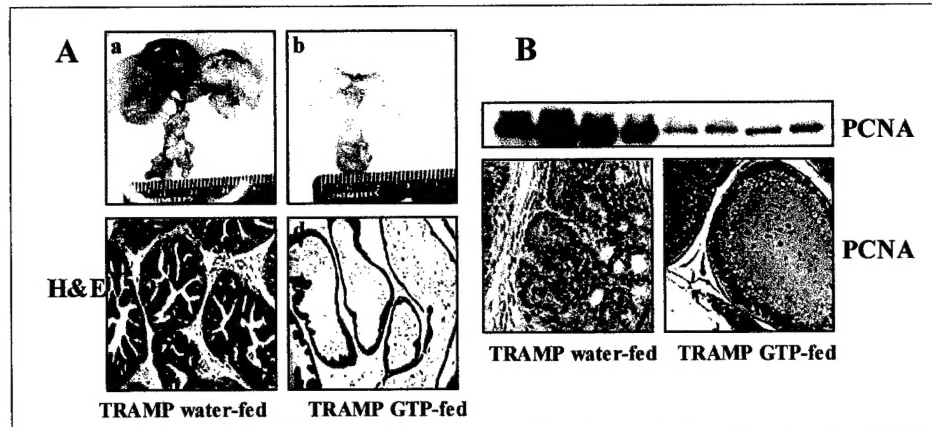 A
a
b
B
PCNA
d
H&E
PCNA
TRAMP water-fed
TRAMP GTP-fed
TRAMP water-fed
TRAMP GTP-fed